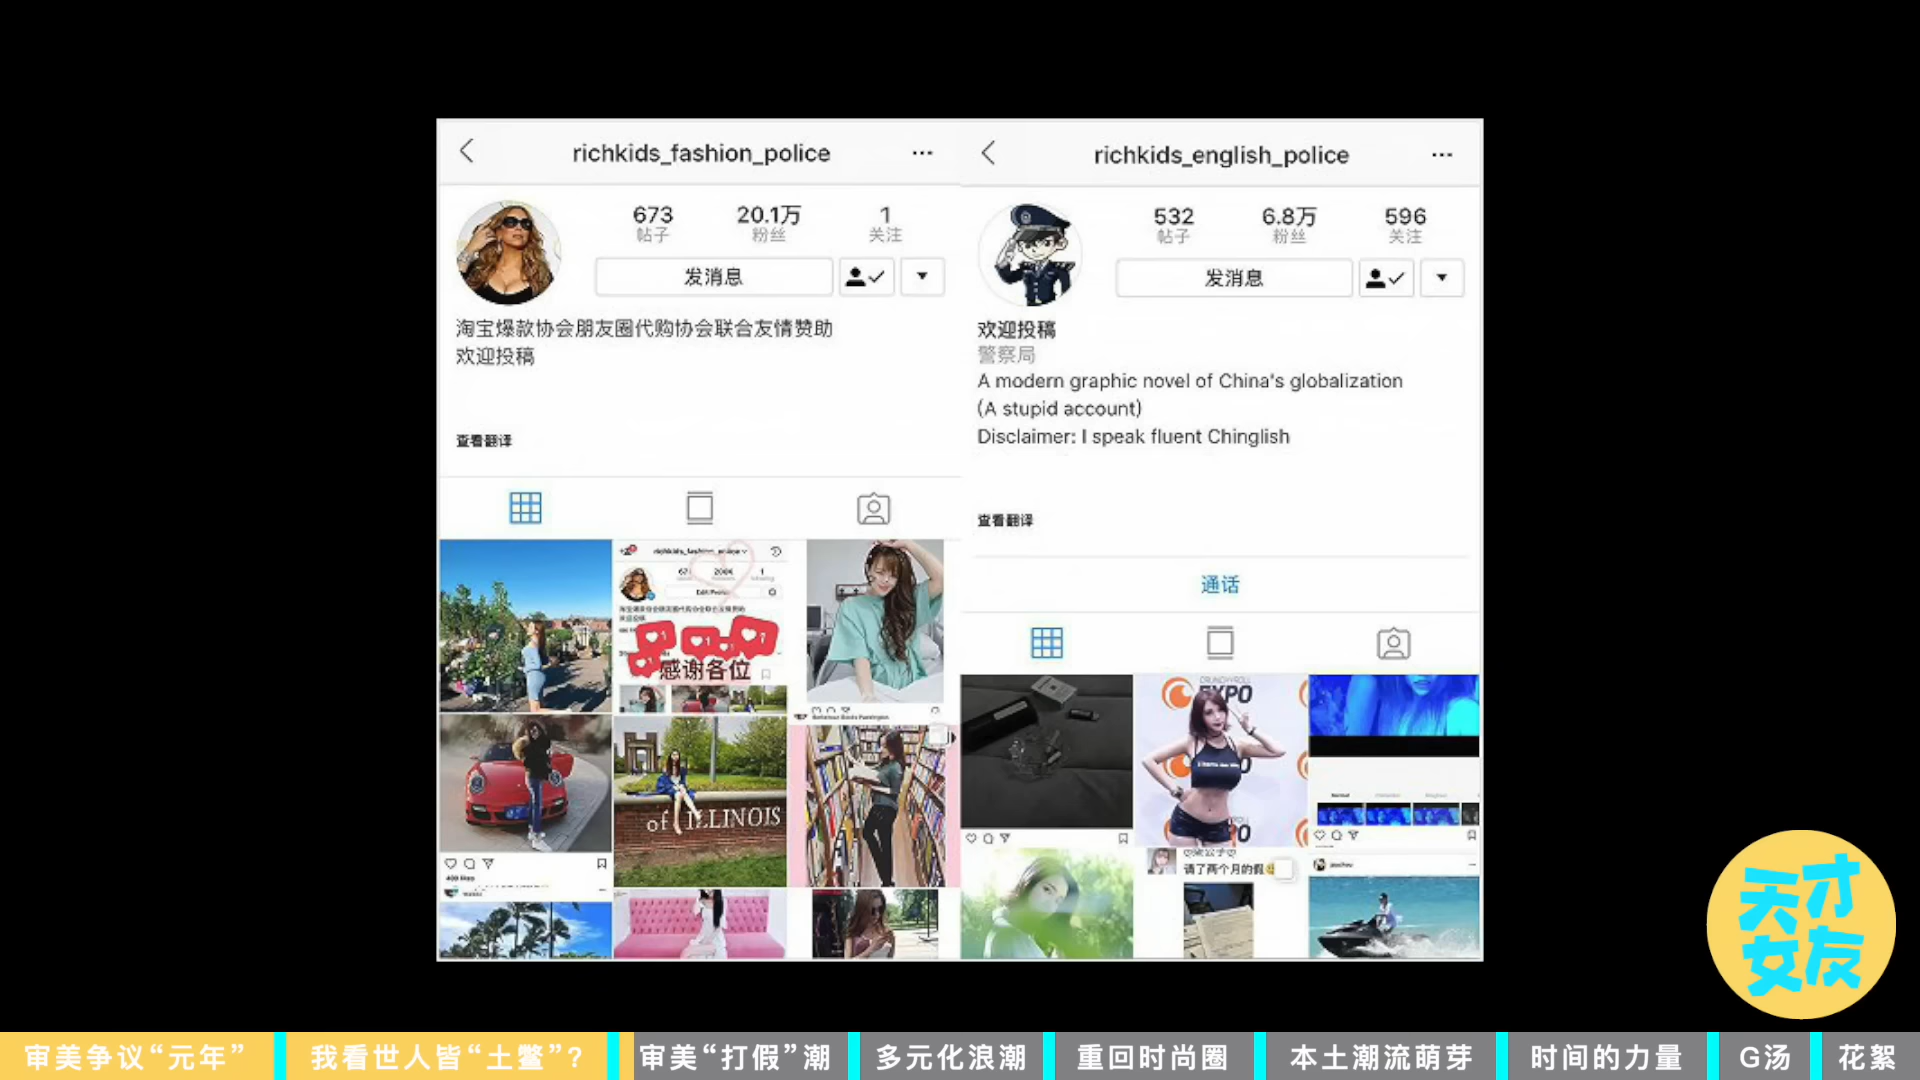 richkids_fashion_police
673
20.1万
1
帖子
粉丝
关注
发消息
淘宝爆款协会朋友圈代购协会联合友情赞助
欢迎投稿
查看翻译
richkids_english_police
532
6.8万
596
帖子
粉丝
关注
发消息
欢迎投稿
警察局
A modern graphic novel of China's globalization
(A stupid account)
Disclaimer: I speak fluent Chinglish
查看翻译
通话
richkids_fashion_police
200K
1
感谢各位
of ILLINOIS
CRUNCHYROLL
EXPO
请了两个月的假
天才
女友
审美争议“元年”
我看世人皆“土鳖”?
审美“打假”潮
多元化浪潮
重回时尚圈
本土潮流萌芽
时间的力量
G汤
花絮